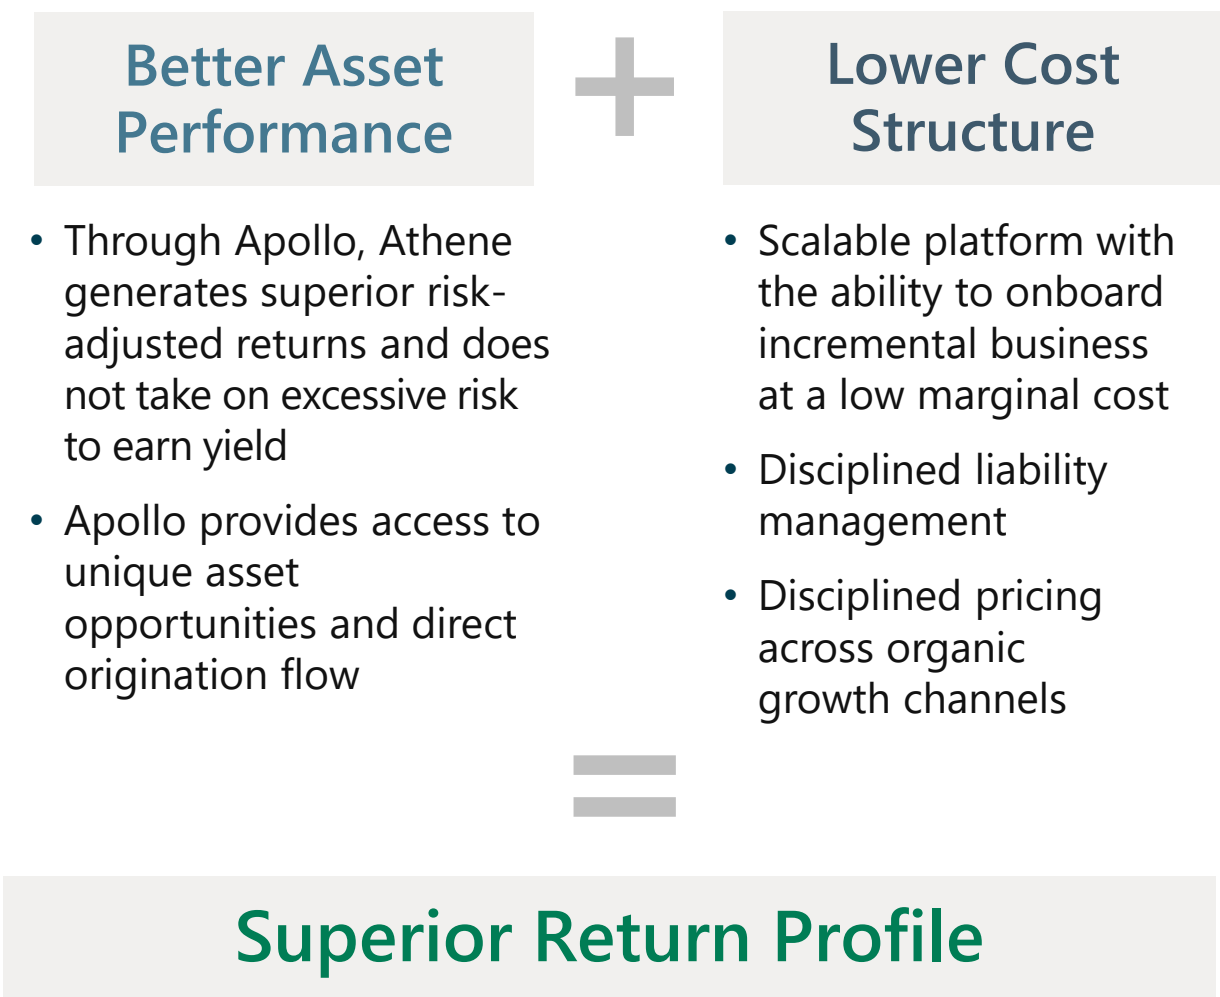 Better Asset
Performance
+
Lower Cost
Structure
• Through Apollo, Athene
generates superior risk-
adjusted returns and does
not take on excessive risk
to earn yield
• Apollo provides access to
unique asset
opportunities and direct
origination flow
• Scalable platform with
the ability to onboard
incremental business
at a low marginal cost
• Disciplined liability
management
• Disciplined pricing
across organic
growth channels
=
Superior Return Profile